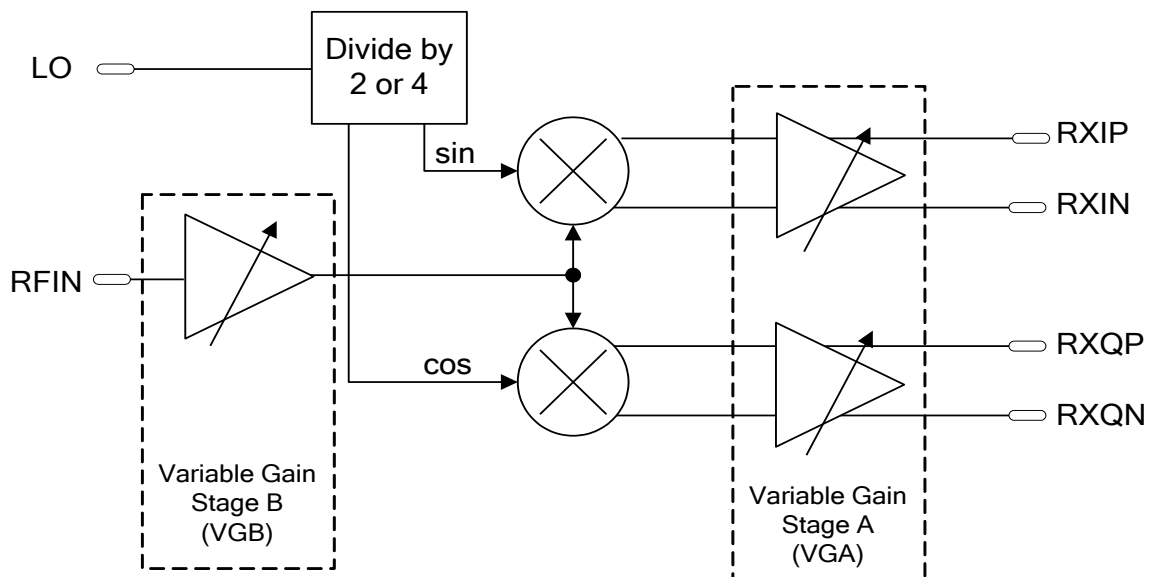 LO
Divide by
2 or 4
sin
RXIP
RXIN
RFIN
cos
RXQP
RXQN
Variable Gain
Stage B
(VGB)
Variable Gain
Stage A
(VGA)